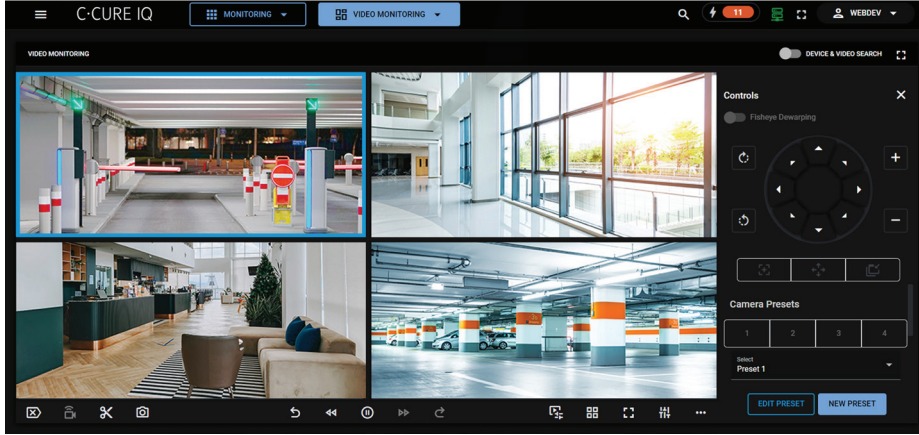 C·CURE IQ
MONITORING
VIDEO MONITORING
11
WEBDEV
VIDEO MONITORING
DEVICE & VIDEO SEARCH
Controls
Fisheye Dewarping
Camera Presets
1 2 3 4
Select
Preset 1
EDIT PRESET NEW PRESET